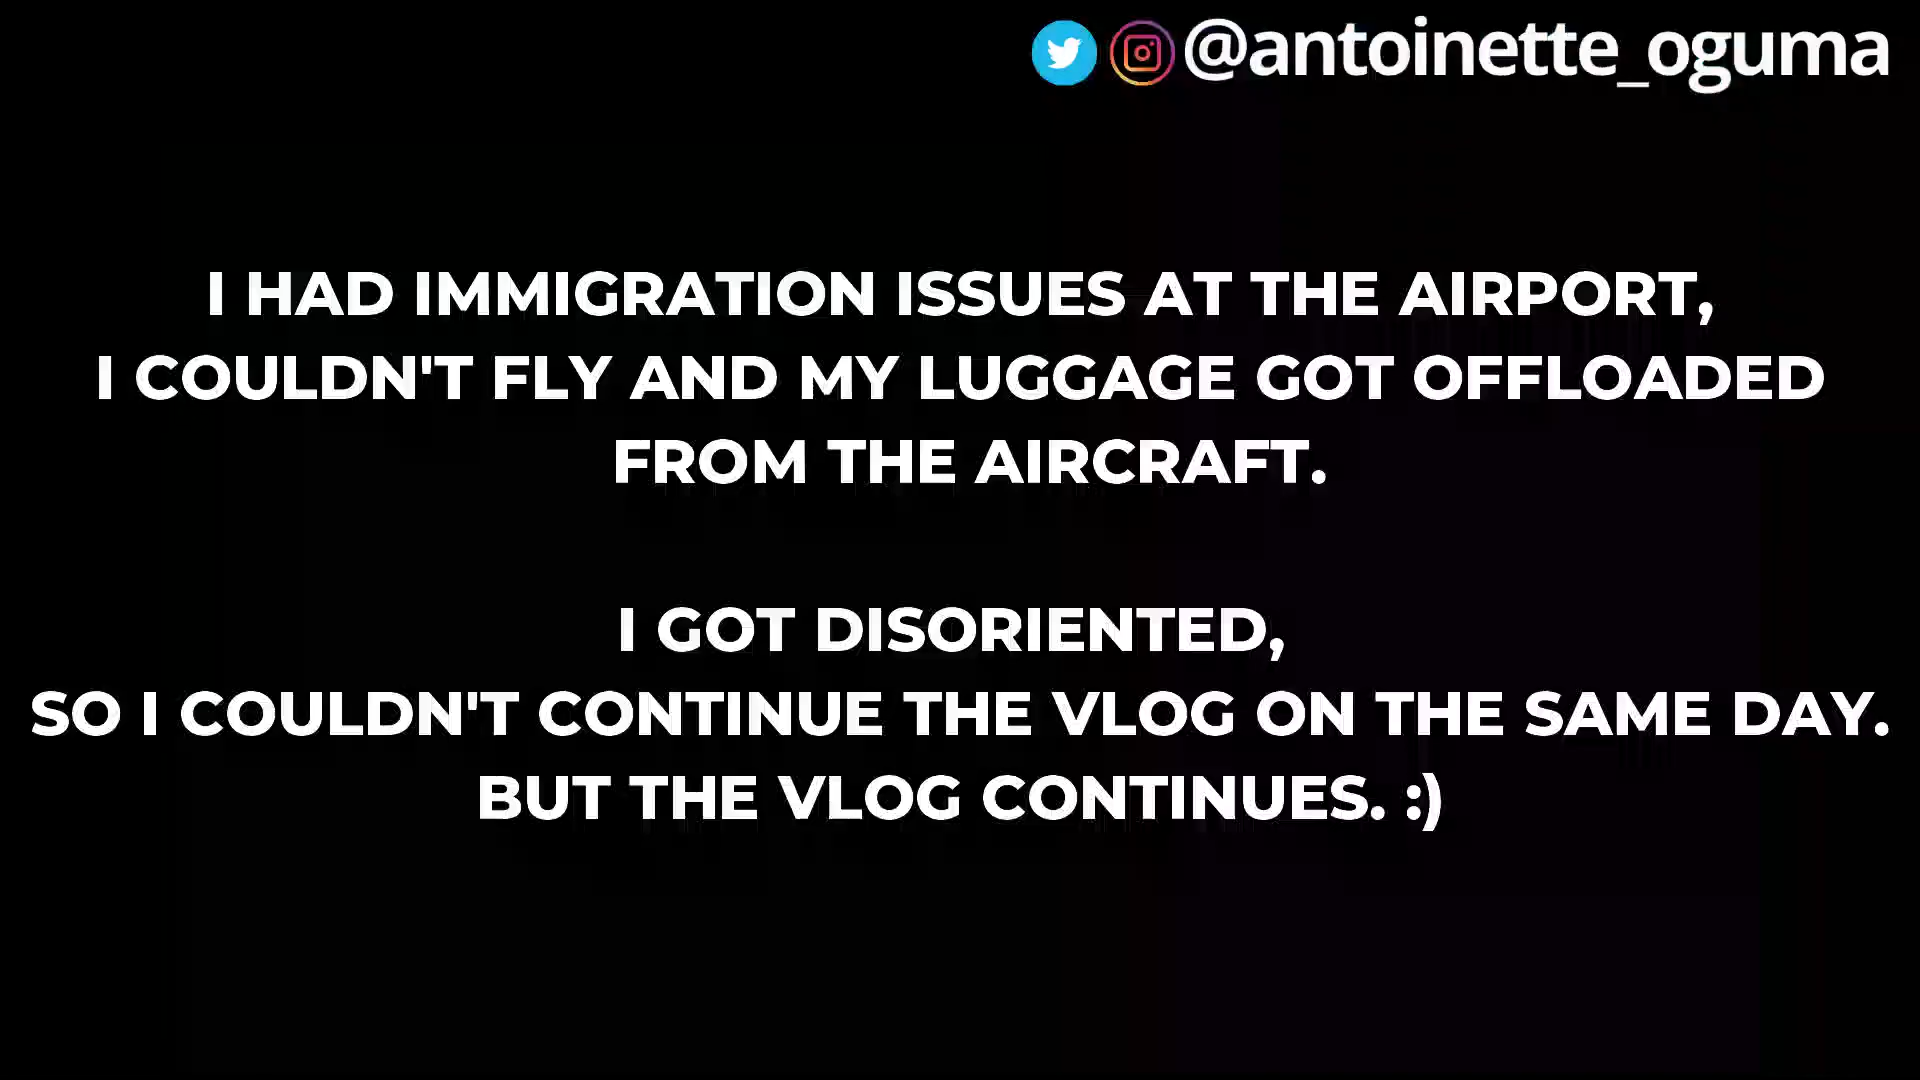 @antoinette_oguma
I HAD IMMIGRATION ISSUES AT THE AIRPORT,
I COULDN'T FLY AND MY LUGGAGE GOT OFFLOADED
FROM THE AIRCRAFT.
I GOT DISORIENTED,
SO I COULDN'T CONTINUE THE VLOG ON THE SAME DAY.
BUT THE VLOG CONTINUES. :)